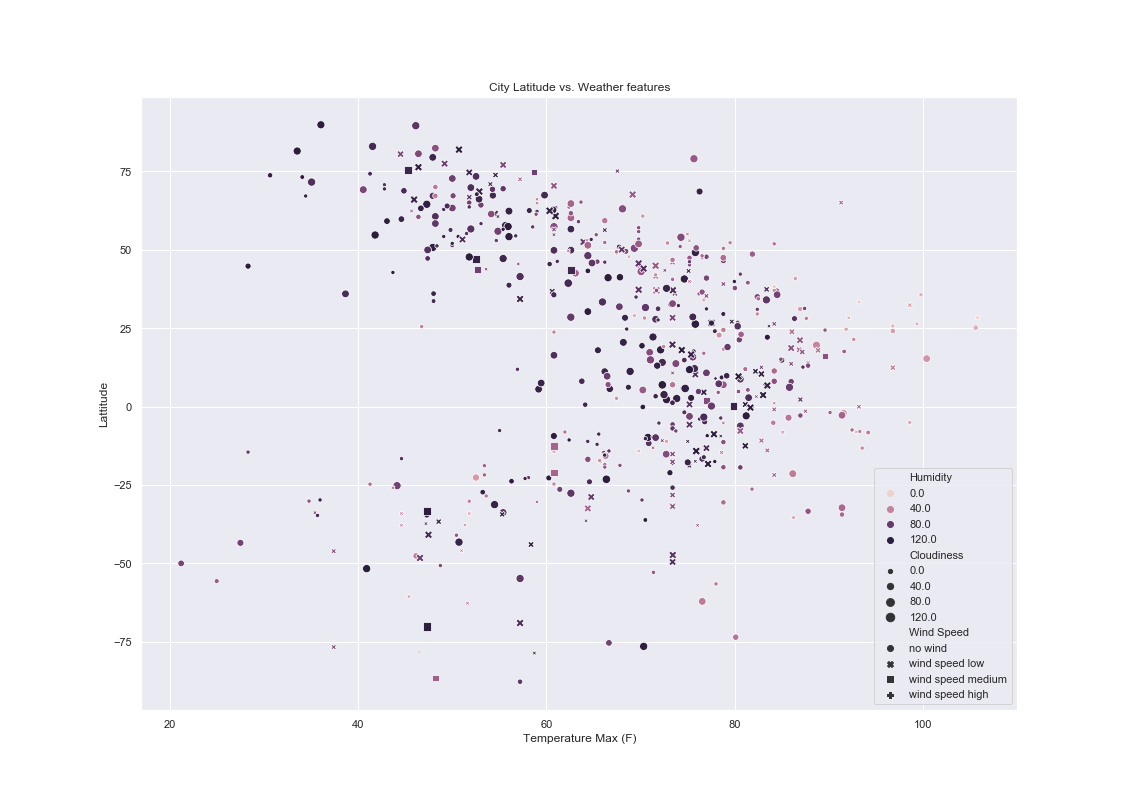 City Latitude vs. Weather features
Lattitude
75
50
25
0
−25
−50
−75
20
40
60
80
100
Temperature Max (F)
Humidity
0.0
40.0
80.0
120.0
Cloudiness
0.0
40.0
80.0
120.0
Wind Speed
no wind
wind speed low
wind speed medium
wind speed high